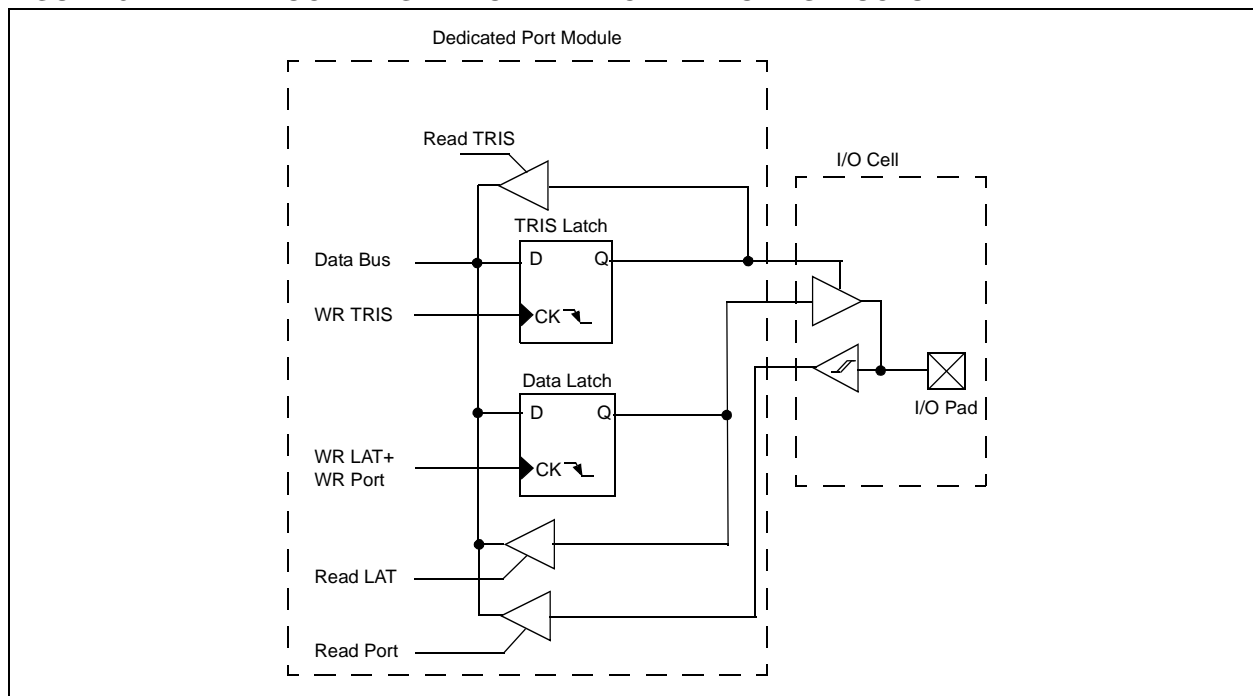 Dedicated Port Module
Read TRIS
I/O Cell
TRIS Latch
Data Bus
D
Q
WR TRIS
CK
Data Latch
D
Q
I/O Pad
WR LAT+
WR Port
CK
Read LAT
Read Port